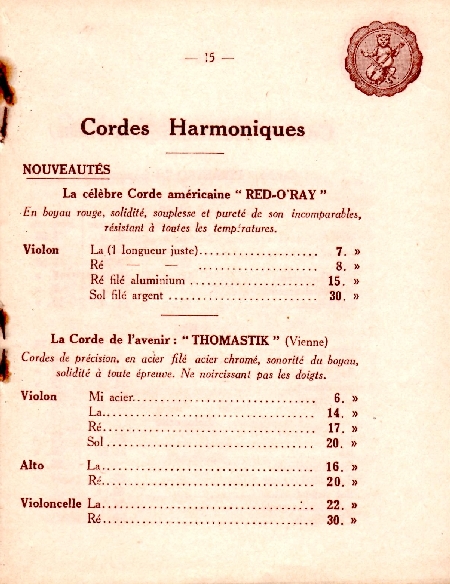 — 15 —
Cordes Harmoniques
NOUVEAUTÉS
La célèbre Corde américaine " RED-O'RAY "
En boyau rouge, solidité, souplesse et pureté de son incomparables,
résistant à toutes les températures.
Violon La (1 longueur juste).................... 7. »
Ré — — .................... 8. »
Ré filé aluminium .................... 15. »
Sol filé argent .................... 30. »
La Corde de l'avenir : " THOMASTIK " (Vienne)
Cordes de précision, en acier filé acier chromé, sonorité du boyau,
solidité à toute épreuve. Ne noircissant pas les doigts.
Violon Mi acier.................... 6. »
La.................... 14. »
Ré.................... 17. »
Sol.................... 20. »
Alto La.................... 16. »
Ré.................... 20. »
Violoncelle La.................... 22. »
Ré.................... 30. »